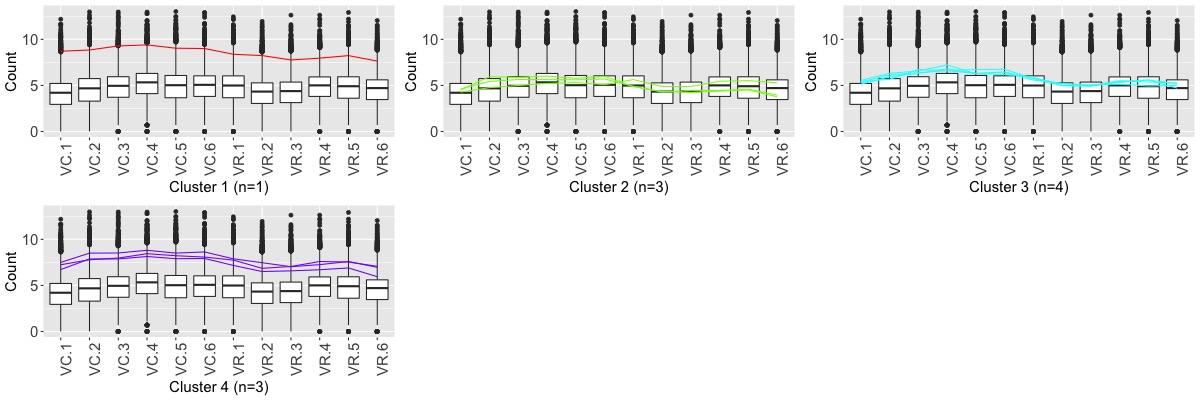 Count
10
5
0
VC.1
VC.2
VC.3
VC.4
VC.5
VC.6
VR.1
VR.2
VR.3
VR.4
VR.5
VR.6
Cluster 1 (n=1)
Count
10
5
0
VC.1
VC.2
VC.3
VC.4
VC.5
VC.6
VR.1
VR.2
VR.3
VR.4
VR.5
VR.6
Cluster 2 (n=3)
Count
10
5
0
VC.1
VC.2
VC.3
VC.4
VC.5
VC.6
VR.1
VR.2
VR.3
VR.4
VR.5
VR.6
Cluster 3 (n=4)
Count
10
5
0
VC.1
VC.2
VC.3
VC.4
VC.5
VC.6
VR.1
VR.2
VR.3
VR.4
VR.5
VR.6
Cluster 4 (n=3)